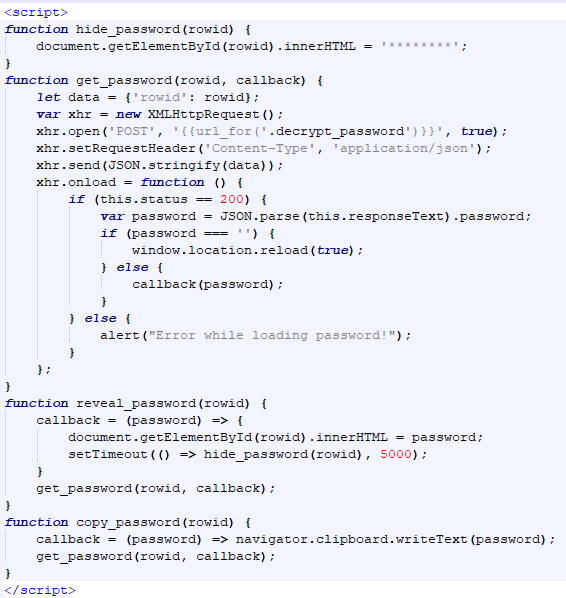 <script>
function hide_password(rowid) {
    document.getElementById(rowid).innerHTML = '********';
}
function get_password(rowid, callback) {
    let data = {'rowid': rowid};
    var xhr = new XMLHttpRequest();
    xhr.open('POST', '{{url_for('.decrypt_password')}}', true);
    xhr.setRequestHeader('Content-Type', 'application/json');
    xhr.send(JSON.stringify(data));
    xhr.onload = function () {
        if (this.status == 200) {
            var password = JSON.parse(this.responseText).password;
            if (password === '') {
                window.location.reload(true);
            } else {
                callback(password);
            }
        } else {
            alert("Error while loading password!");
        }
    };
}
function reveal_password(rowid) {
    callback = (password) => {
        document.getElementById(rowid).innerHTML = password;
        setTimeout(() => hide_password(rowid), 5000);
    }
    get_password(rowid, callback);
}
function copy_password(rowid) {
    callback = (password) => navigator.clipboard.writeText(password);
    get_password(rowid, callback);
}
</script>